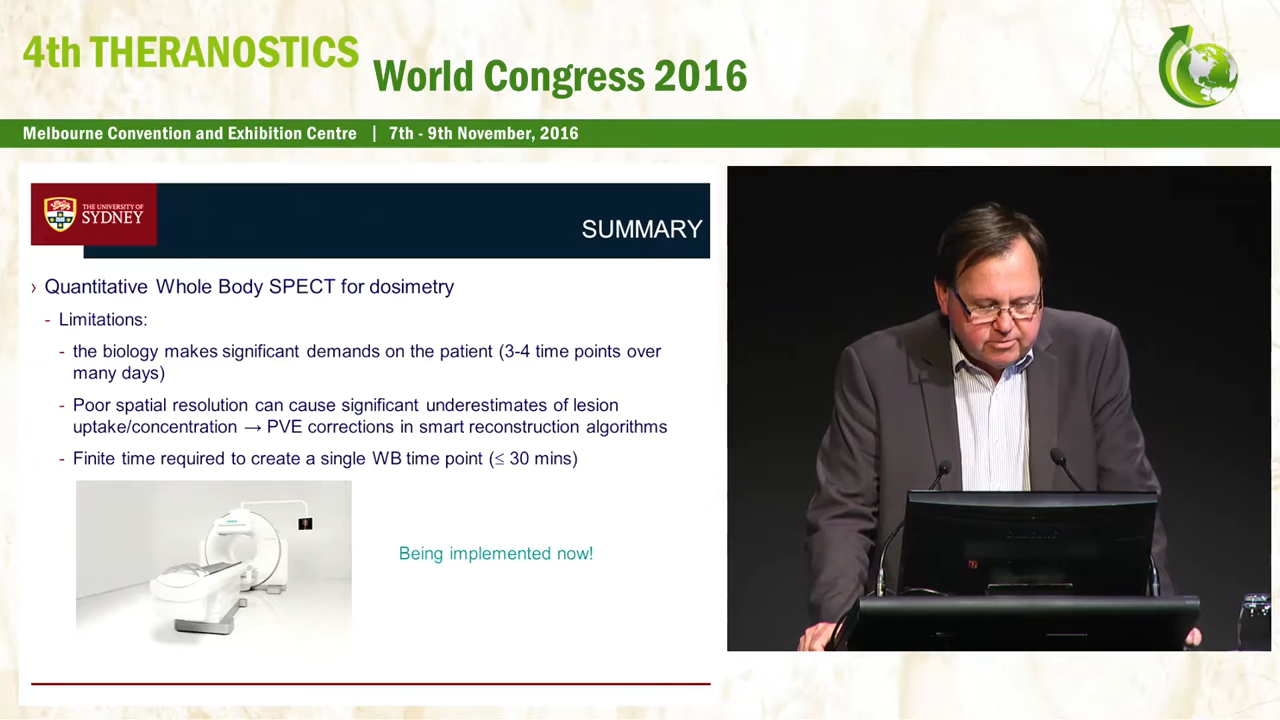 4th THERANOSTICS
World Congress 2016
Melbourne Convention and Exhibition Centre | 7th - 9th November, 2016
THE UNIVERSITY OF
SYDNEY
SUMMARY
› Quantitative Whole Body SPECT for dosimetry
- Limitations:
- the biology makes significant demands on the patient (3-4 time points over
many days)
- Poor spatial resolution can cause significant underestimates of lesion
uptake/concentration → PVE corrections in smart reconstruction algorithms
- Finite time required to create a single WB time point (≤ 30 mins)
Being implemented now!